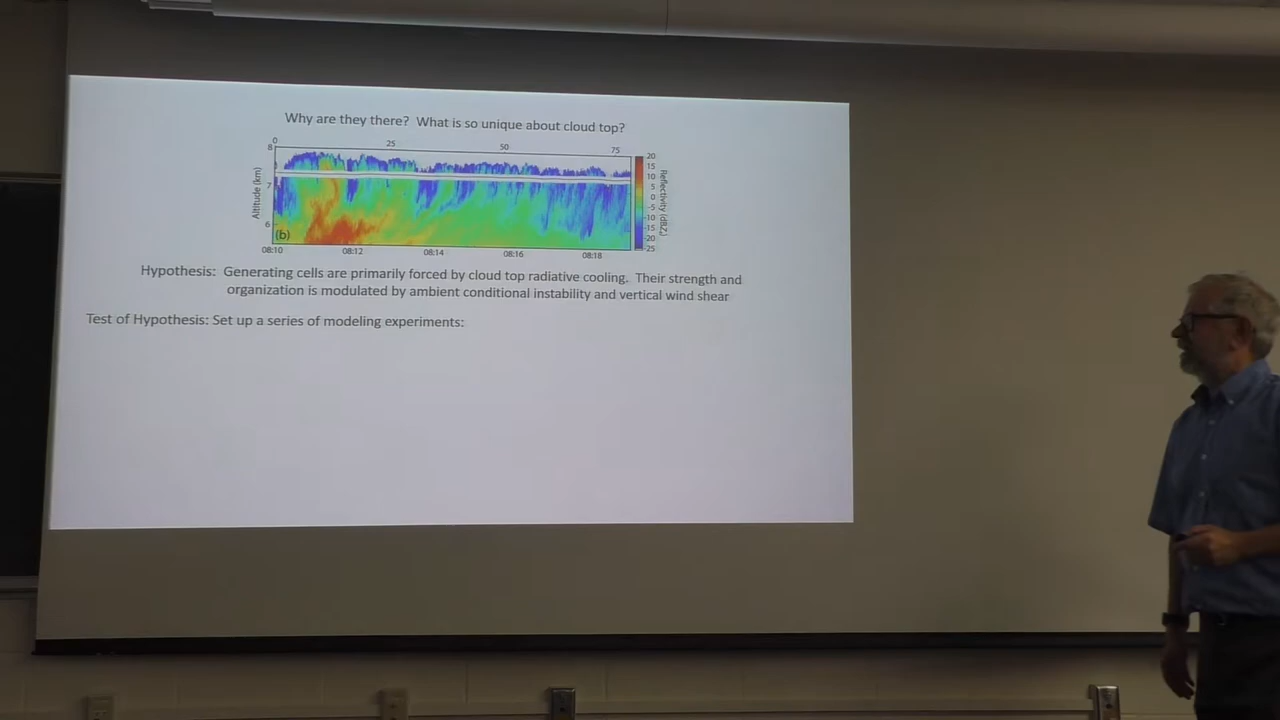 Why are they there? What is so unique about cloud top?
0 25 50 75
8
7
6
Altitude (km)
(b)
20
15
10
5
0
-5
-10
-15
-20
-25
Reflectivity (dBZ)
08:10 08:12 08:14 08:16 08:18
Hypothesis: Generating cells are primarily forced by cloud top radiative cooling. Their strength and
organization is modulated by ambient conditional instability and vertical wind shear
Test of Hypothesis: Set up a series of modeling experiments: